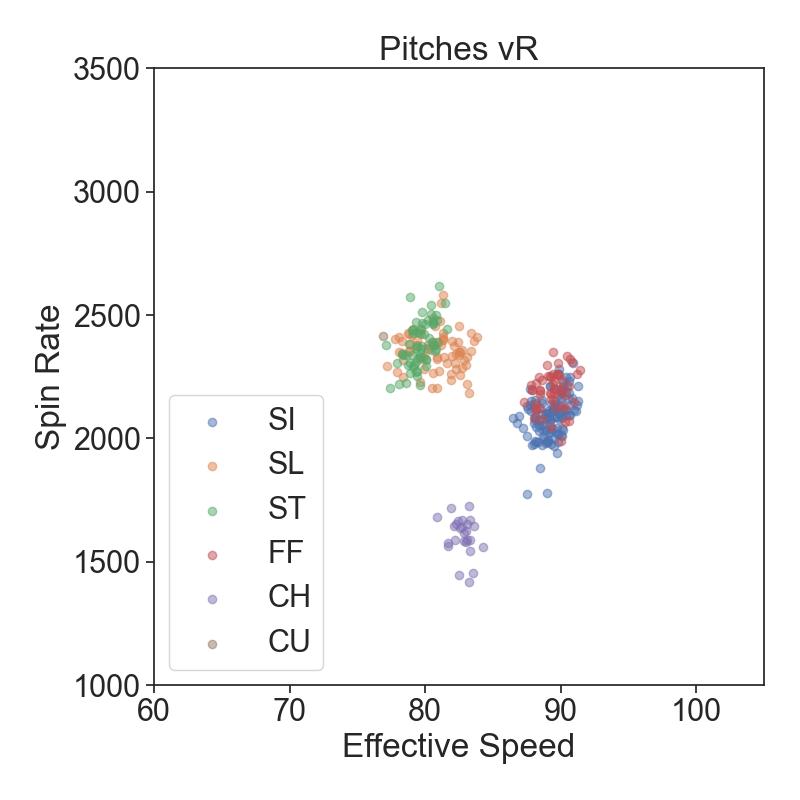 Pitches vR
3500
3000
2500
2000
1500
1000
Spin Rate
SI
SL
ST
FF
CH
CU
60 70 80 90 100
Effective Speed